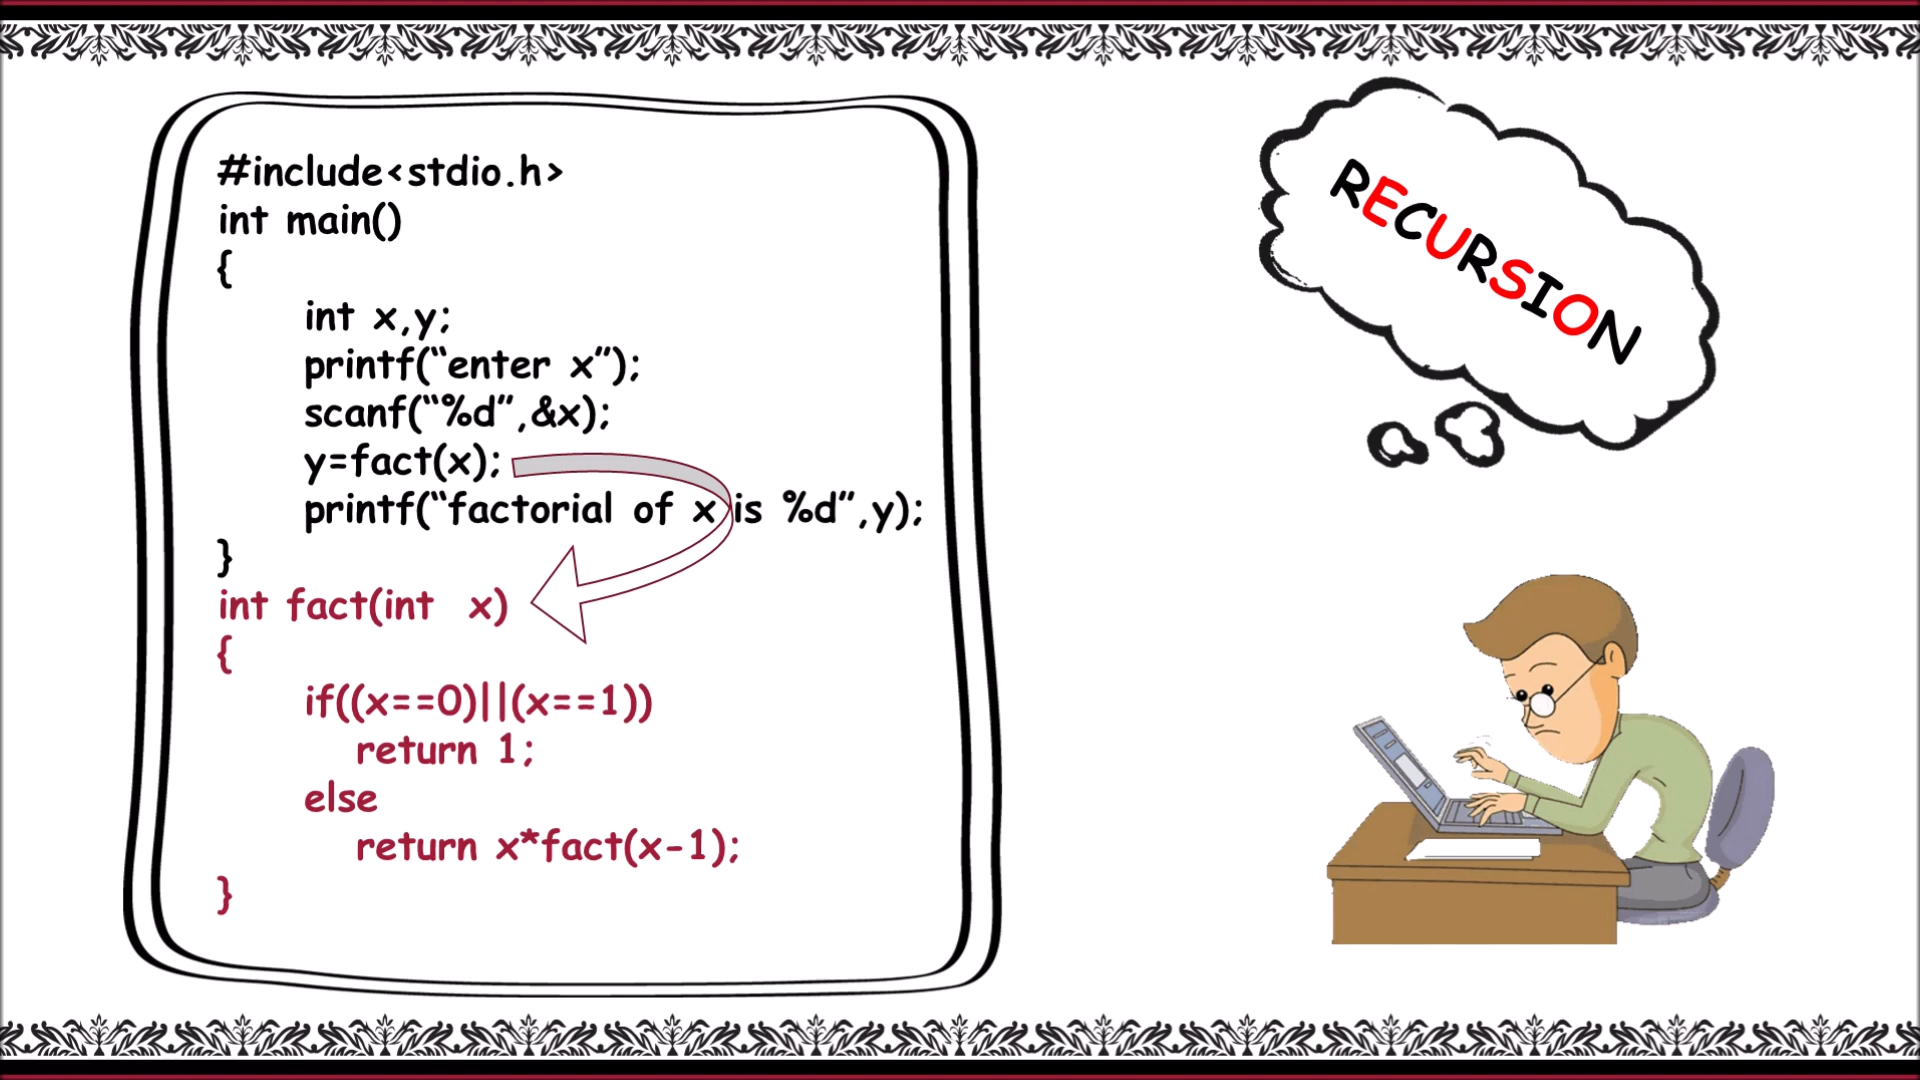 #include<stdio.h>
int main()
{
int x,y;
printf(“enter x”);
scanf(“%d”,&x);
y=fact(x);
printf(“factorial of x is %d”,y);
}
int fact(int  x)
{
if((x==0)||(x==1))
return 1;
else
return x*fact(x-1);
}
RECURSION